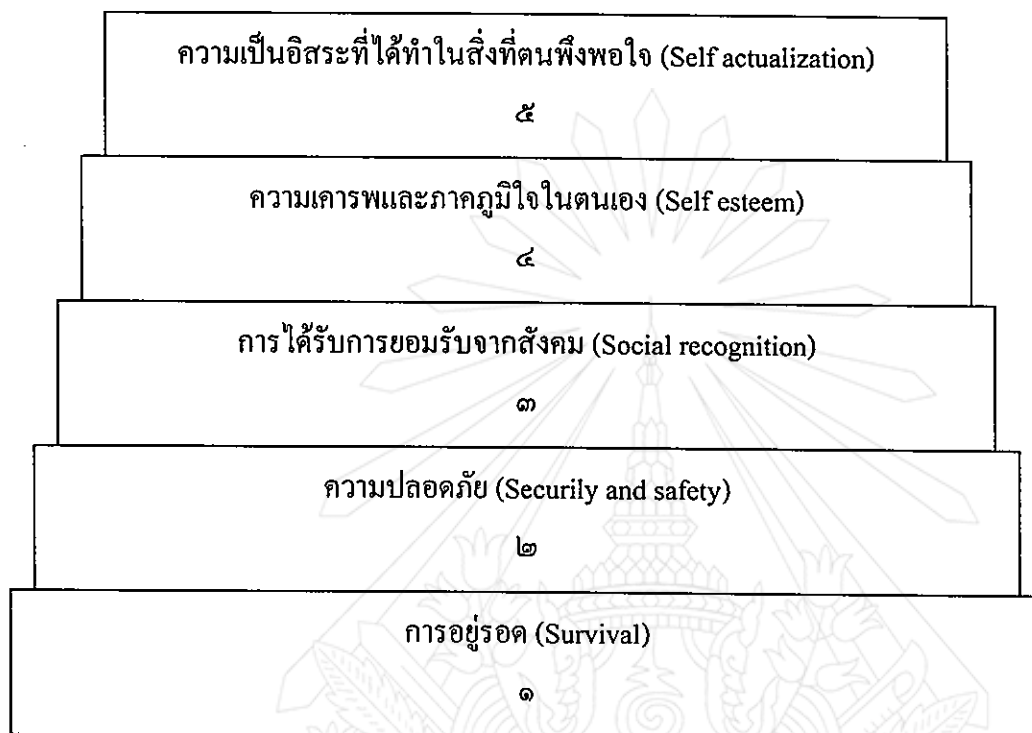 ความเป็นอิสระที่ได้ทำในสิ่งที่ตนพึงพอใจ (Self actualization)
๕
ความเคารพและภาคภูมิใจในตนเอง (Self esteem)
๔
การได้รับการยอมรับจากสังคม (Social recognition)
๓
ความปลอดภัย (Securily and safety)
๒
การอยู่รอด (Survival)
๑